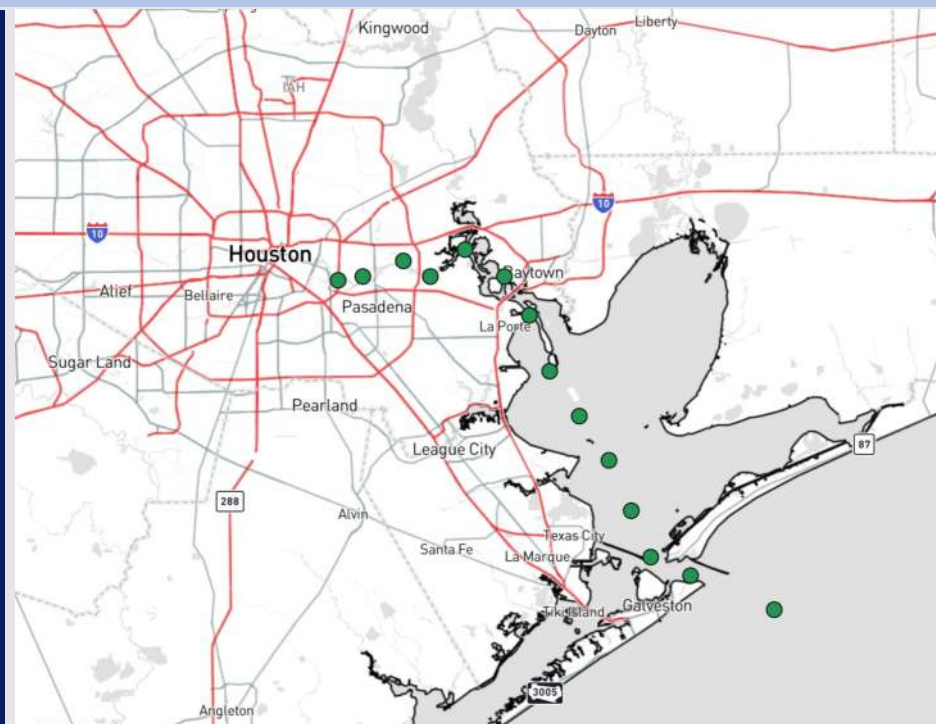 Kingwood
Liberty
Dayton
IAH
10
10
Houston
Baytown
Alief
Bellaire
Pasadena
La Porte
Sugar Land
Pearland
League City
87
288
Alvin
Texas City
Santa Fe
La Marque
Tiki Island
Galveston
3005
Angleton